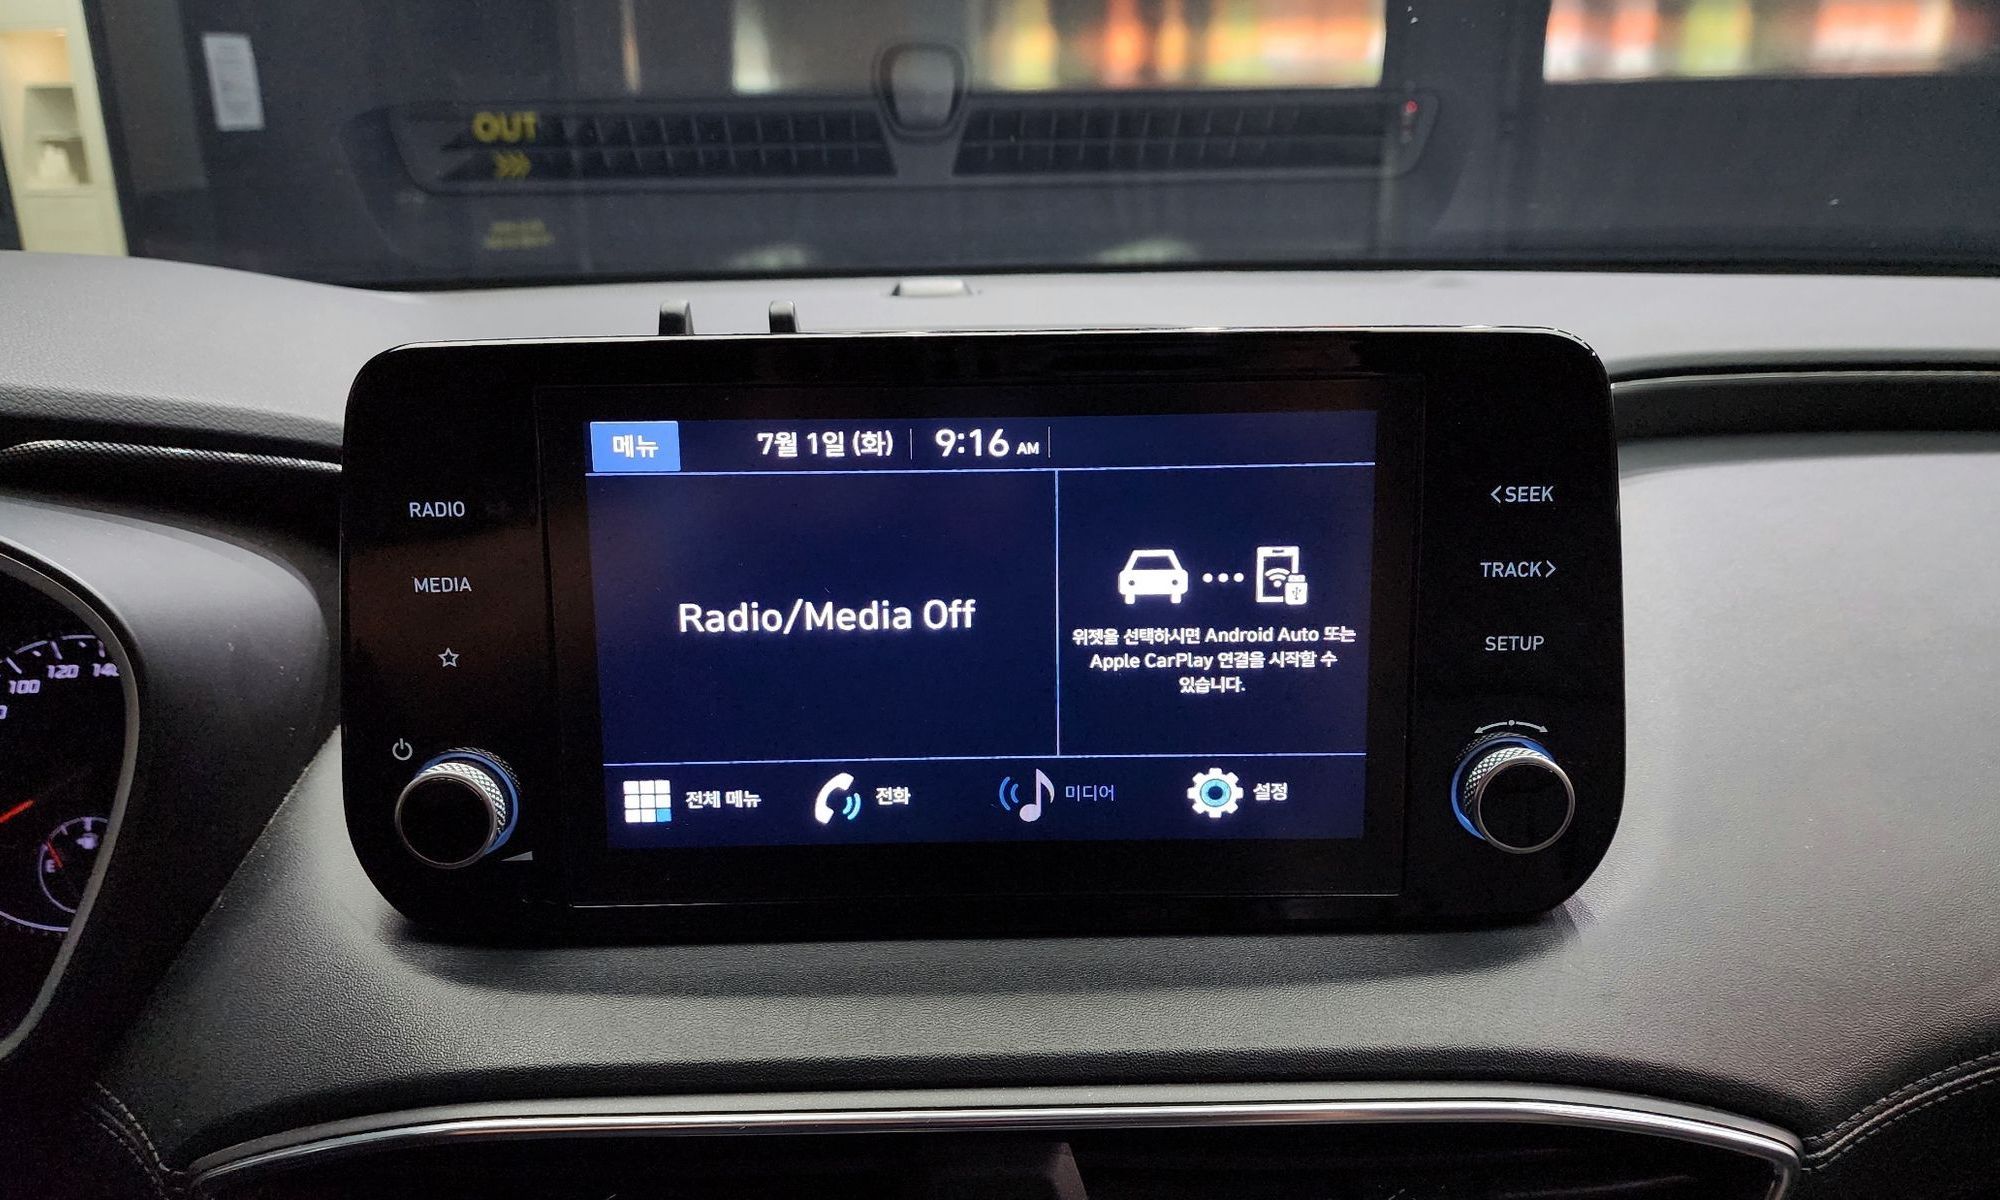 OUT
RADIO
MEDIA
메뉴
7월 1일 (화)
9:16 AM
Radio/Media Off
위젯을 선택하시면 Android Auto 또는
Apple CarPlay 연결을 시작할 수
있습니다.
전체 메뉴
전화
미디어
설정
<SEEK
TRACK>
SETUP
100
120
140
E